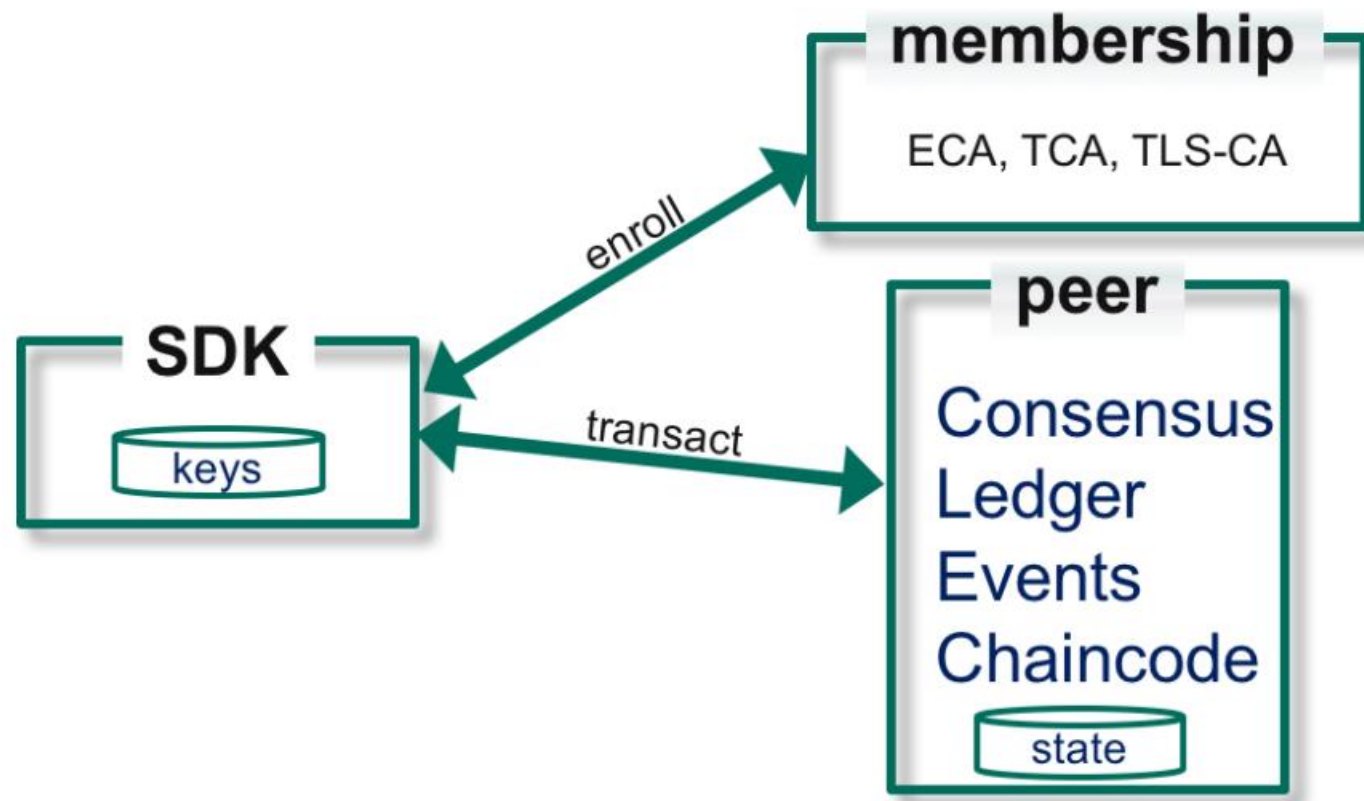 membership
ECA, TCA, TLS-CA
enroll
peer
SDK
keys
transact
Consensus
Ledger
Events
Chaincode
state